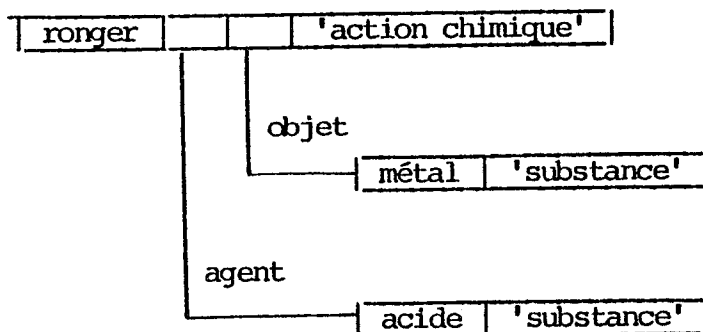 ronger 'action chimique'
objet
métal 'substance'
agent
acide 'substance'